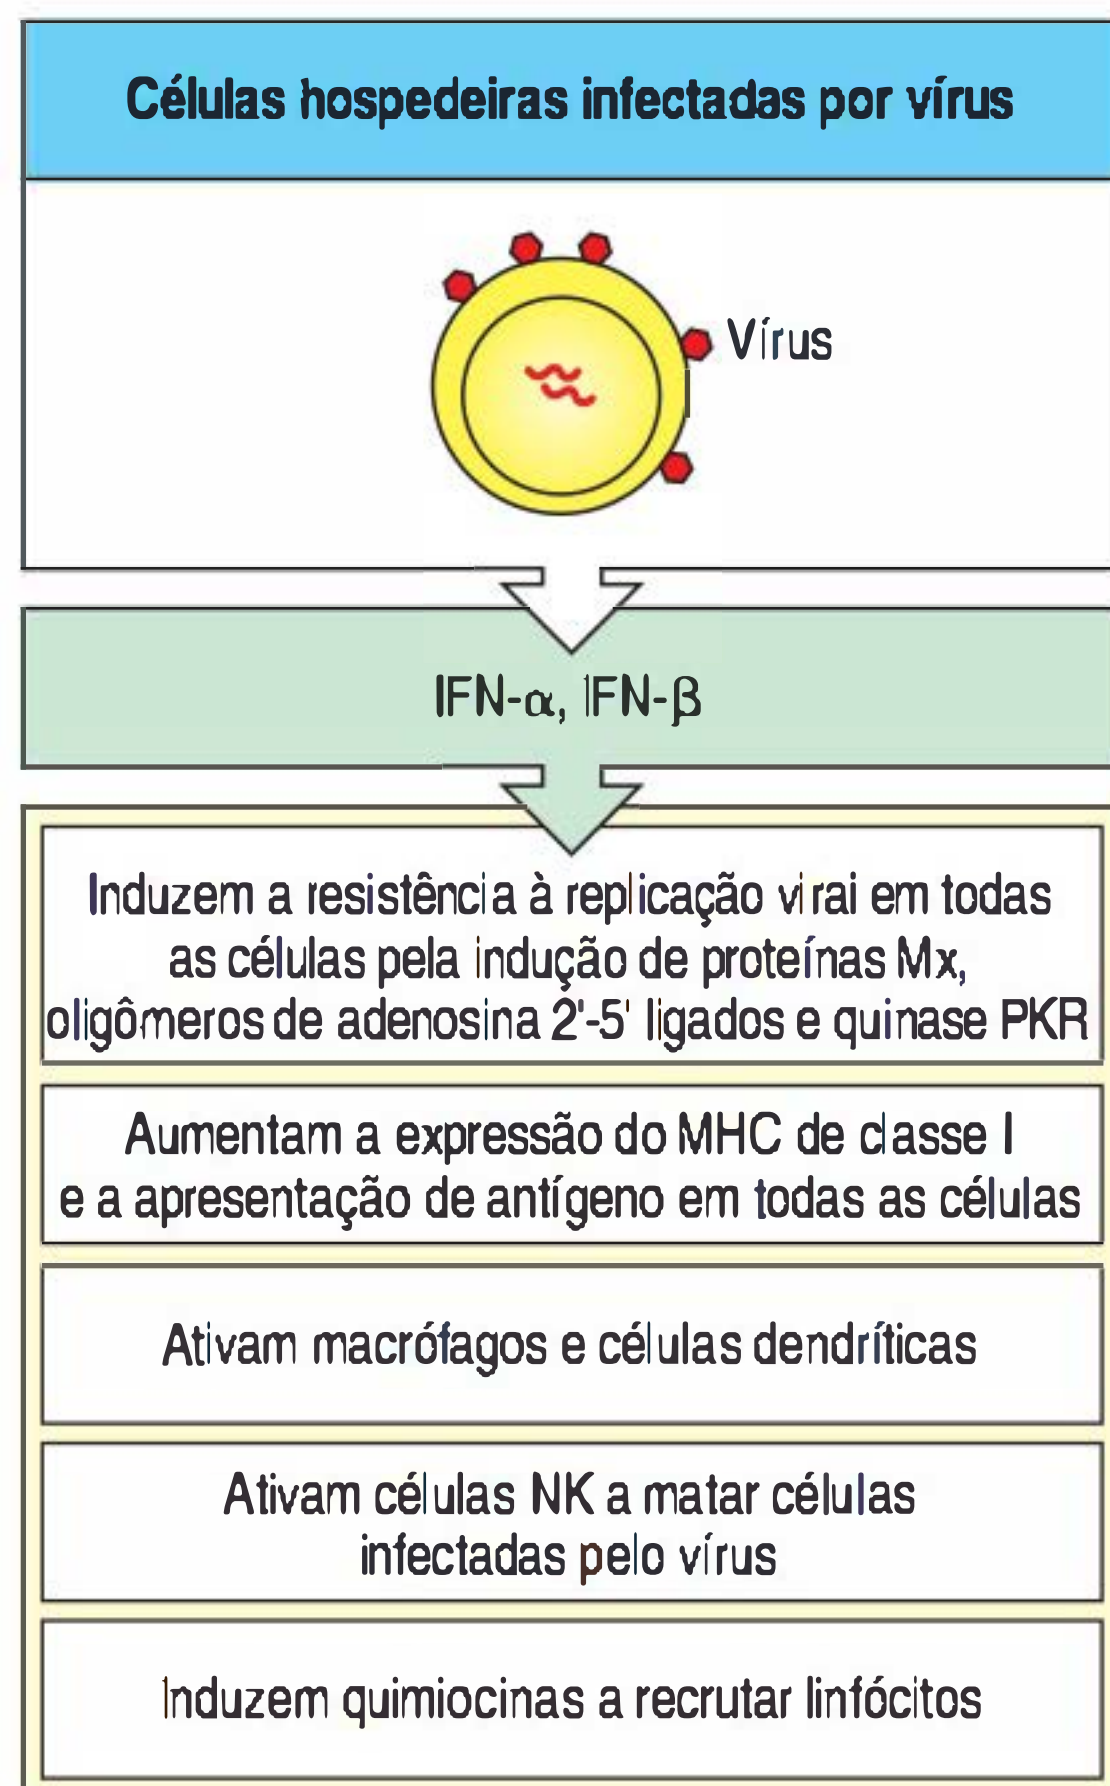 Células hospedeiras infectadas por vírus
Vírus
IFN-α, IFN-β
Induzem a resistência à replicação virai em todas
as células pela indução de proteínas Mx,
oligômeros de adenosina 2'-5' ligados e quinase PKR
Aumentam a expressão do MHC de classe I
e a apresentação de antígeno em todas as células
Ativam macrófagos e células dendríticas
Ativam células NK a matar células
infectadas pelo vírus
Induzem quimiocinas a recrutar linfócitos